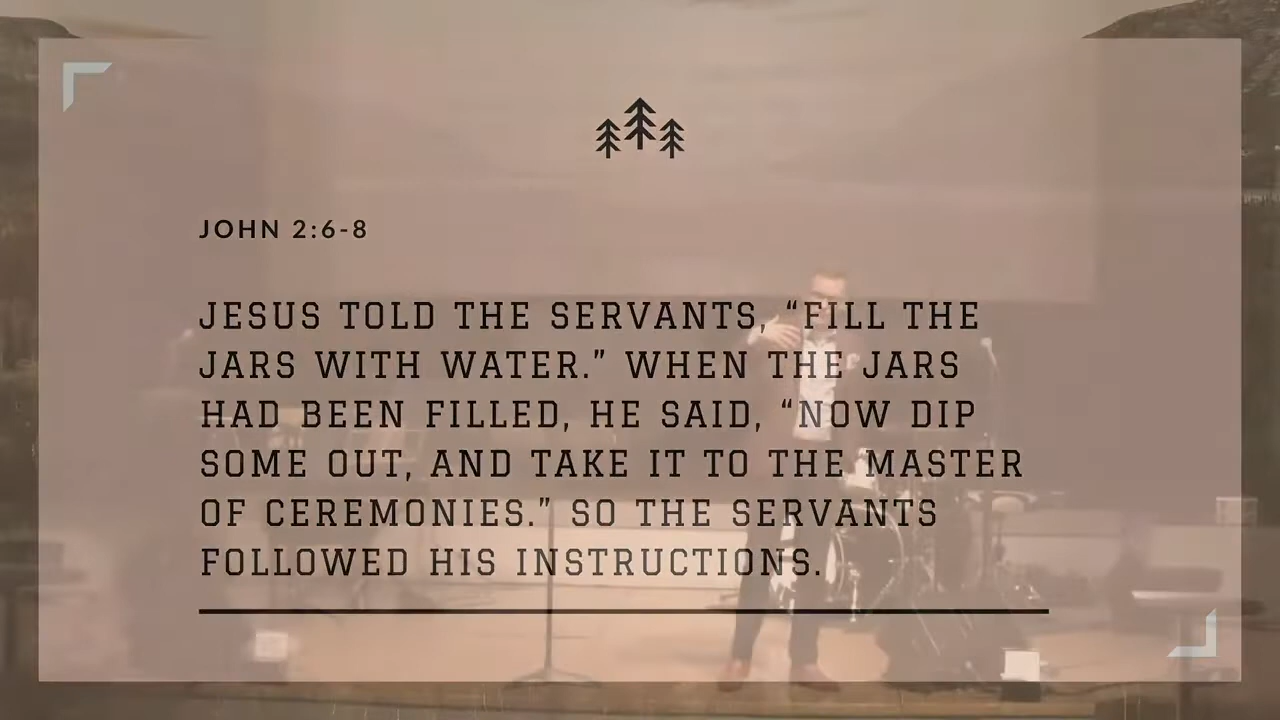 JOHN 2:6-8
JESUS TOLD THE SERVANTS, “FILL THE
JARS WITH WATER.” WHEN THE JARS
HAD BEEN FILLED, HE SAID, “NOW DIP
SOME OUT, AND TAKE IT TO THE MASTER
OF CEREMONIES.” SO THE SERVANTS
FOLLOWED HIS INSTRUCTIONS.